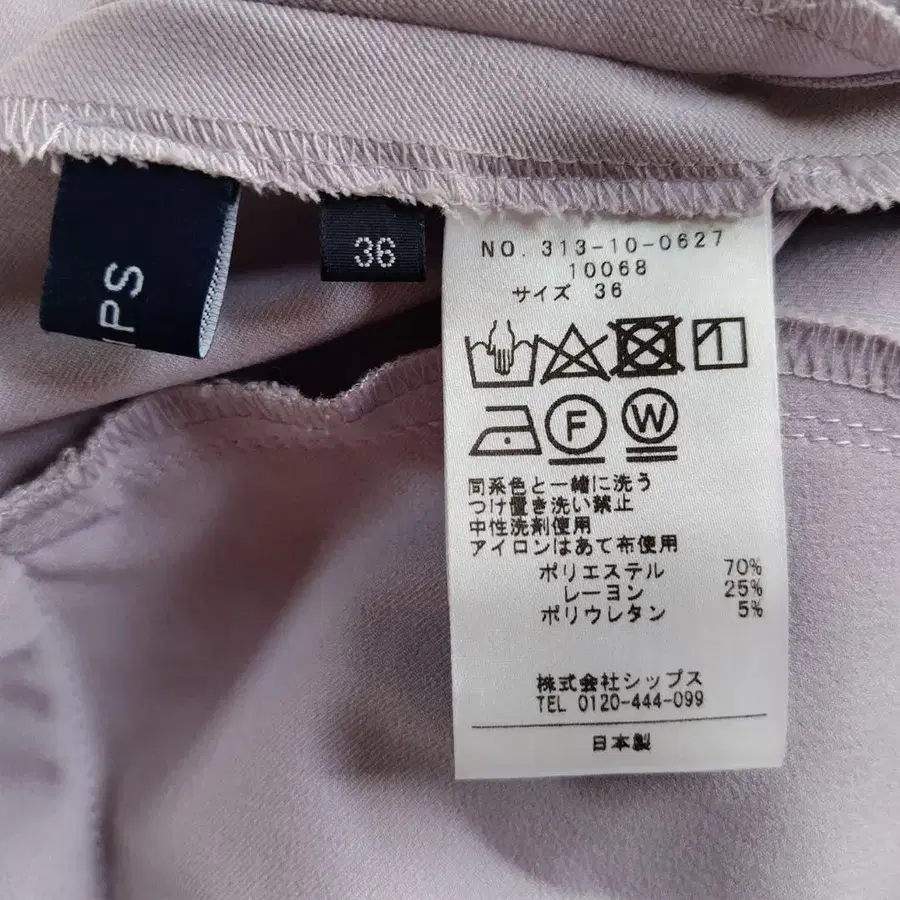 IPS
36
NO. 313-10-0627
10068
サイズ 36
F W
同系色と一緒に洗う
つけ置き洗い禁止
中性洗剤使用
アイロンはあて布使用
ポリエステル 70%
レーヨン 25%
ポリウレタン 5%
株式会社シップス
TEL 0120-444-099
日本製